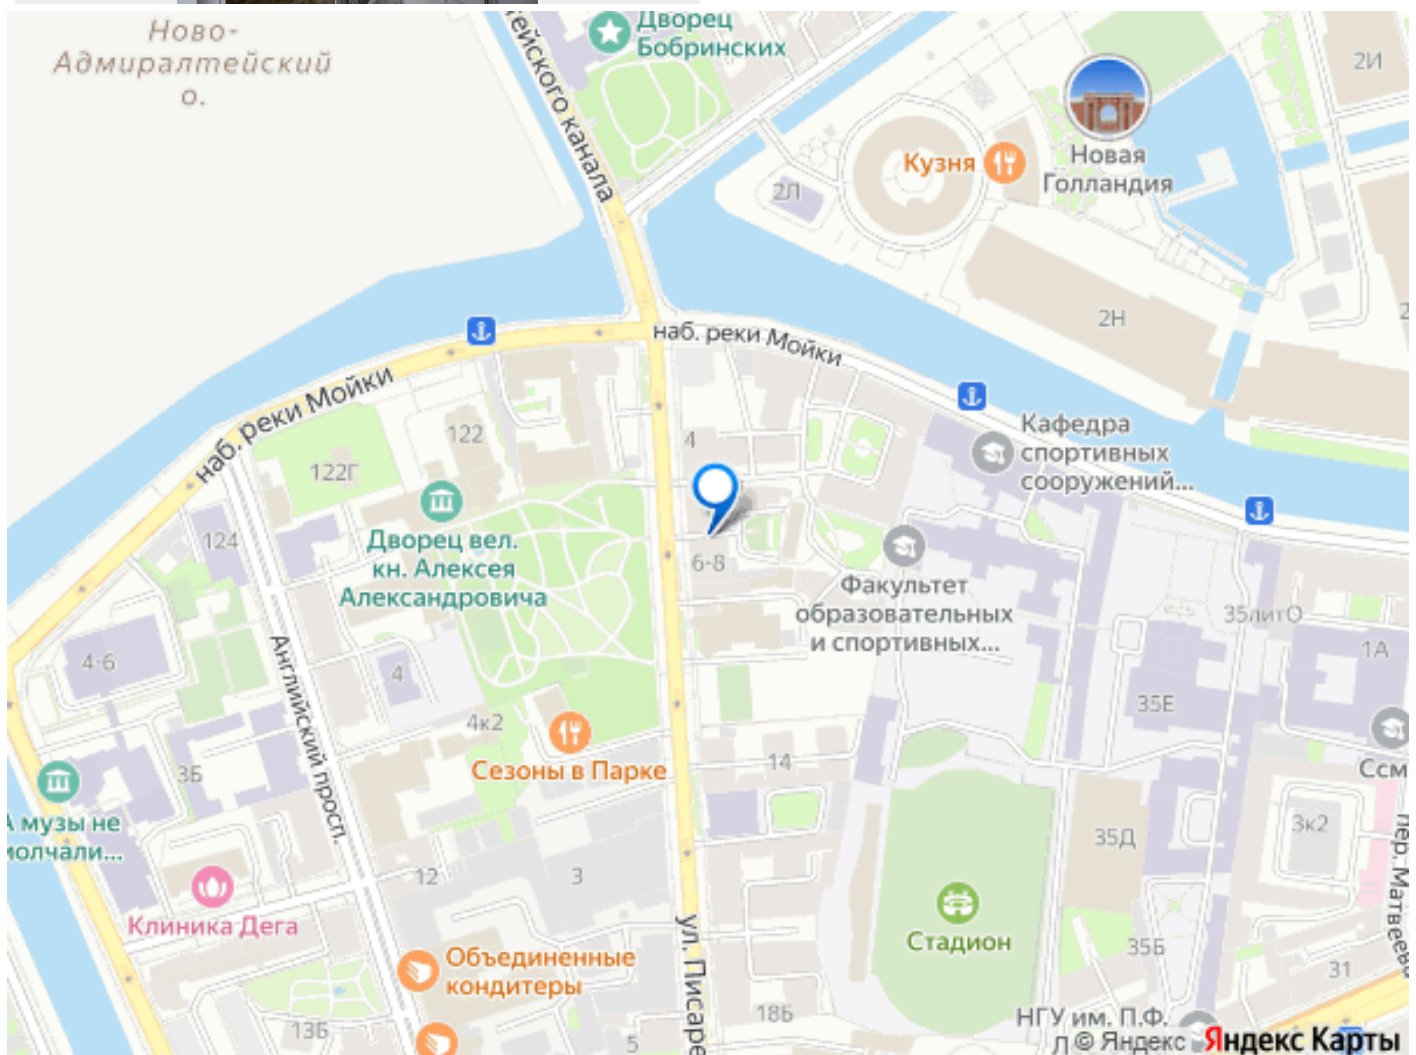 Ново-
Адмиралтейский
о.
тейского канала
Дворец
Бобринских
2И
Кузня
Новая
Голландия
2Л
2Н
2
наб. реки Мойки
наб. реки Мойки
122
122Г
4
Кафедра
спортивных
сооружений...
124
Дворец вел.
кн. Алексея
Александровича
6-8
Факультет
образовательных
и спортивных...
35литО
1А
4-6
Английский просп.
4
4к2
35Е
3Б
Сезоны в Парке
14
Ссм
А музы не
молчали...
12
3
35Д
3к2
пер. Матвеева
Клиника Дега
ул. Писаре
Стадион
35Б
Объединенные
кондитеры
31
13Б
5
18Б
НГУ им. П.Ф.
Л
© Яндекс
Яндекс Карты